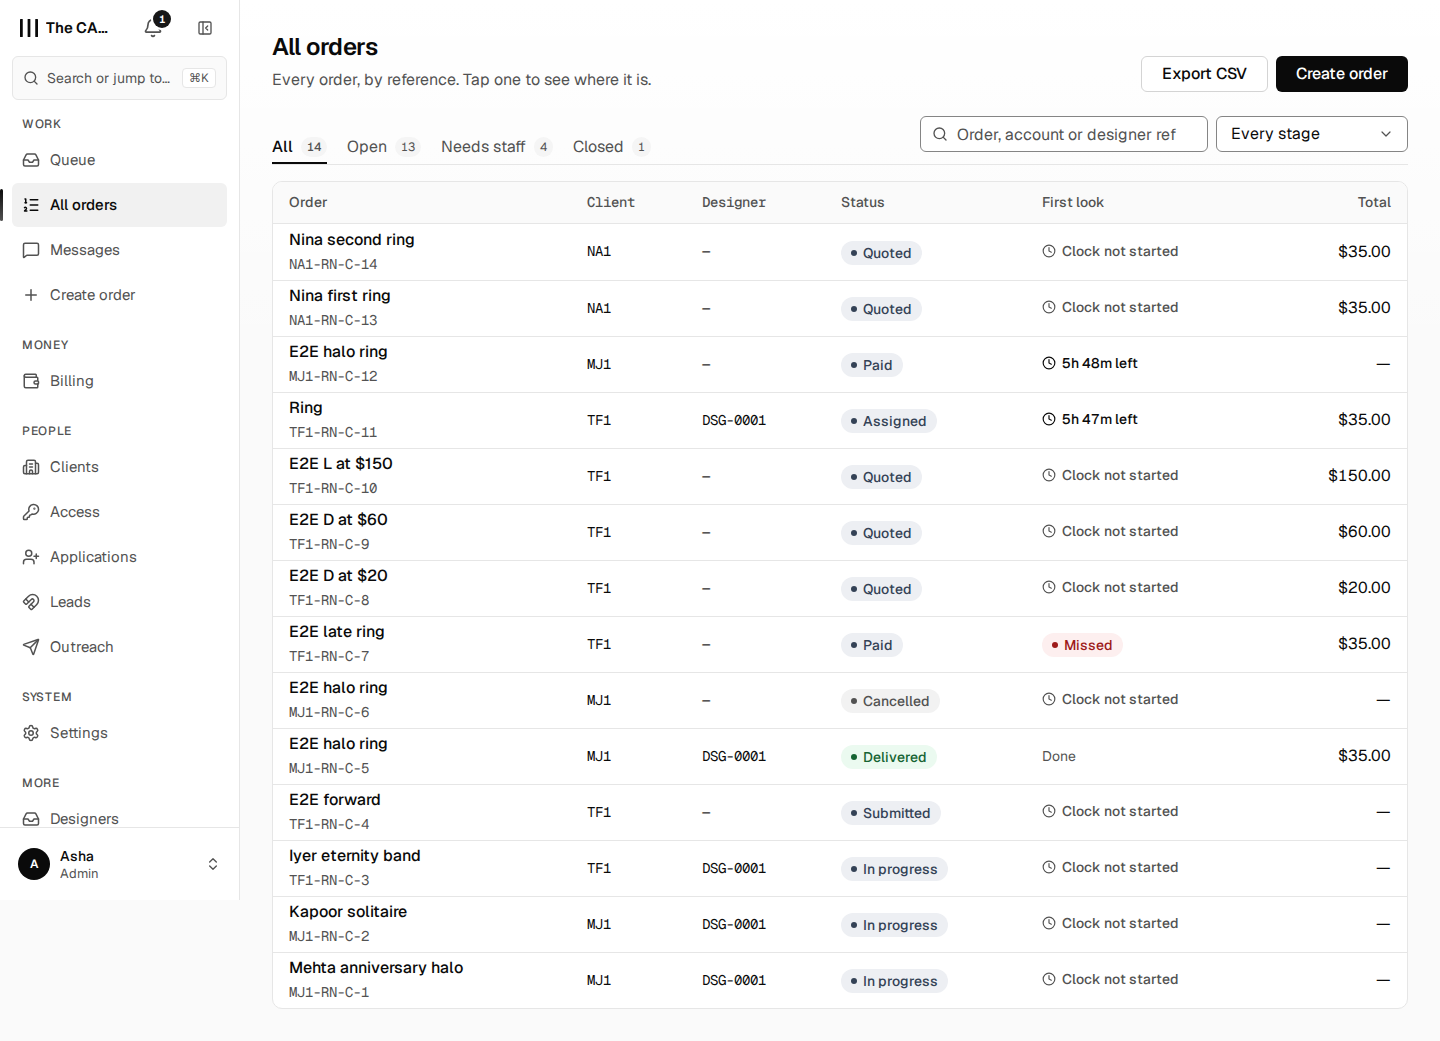 The CA...
1
Search or jump to...
⌘K
WORK
Queue
All orders
Messages
Create order
MONEY
Billing
PEOPLE
Clients
Access
Applications
Leads
Outreach
SYSTEM
Settings
MORE
Designers
A
Asha
Admin
All orders
Every order, by reference. Tap one to see where it is.
Export CSV
Create order
All 14
Open 13
Needs staff 4
Closed 1
Order, account or designer ref
Every stage
Order Client Designer Status First look Total
Nina second ring
NA1-RN-C-14
NA1 — Quoted Clock not started $35.00
Nina first ring
NA1-RN-C-13
NA1 — Quoted Clock not started $35.00
E2E halo ring
MJ1-RN-C-12
MJ1 — Paid 5h 48m left —
Ring
TF1-RN-C-11
TF1 DSG-0001 Assigned 5h 47m left $35.00
E2E L at $150
TF1-RN-C-10
TF1 — Quoted Clock not started $150.00
E2E D at $60
TF1-RN-C-9
TF1 — Quoted Clock not started $60.00
E2E D at $20
TF1-RN-C-8
TF1 — Quoted Clock not started $20.00
E2E late ring
TF1-RN-C-7
TF1 — Paid Missed $35.00
E2E halo ring
MJ1-RN-C-6
MJ1 — Cancelled Clock not started —
E2E halo ring
MJ1-RN-C-5
MJ1 DSG-0001 Delivered Done $35.00
E2E forward
TF1-RN-C-4
TF1 — Submitted Clock not started —
Iyer eternity band
TF1-RN-C-3
TF1 DSG-0001 In progress Clock not started —
Kapoor solitaire
MJ1-RN-C-2
MJ1 DSG-0001 In progress Clock not started —
Mehta anniversary halo
MJ1-RN-C-1
MJ1 DSG-0001 In progress Clock not started —